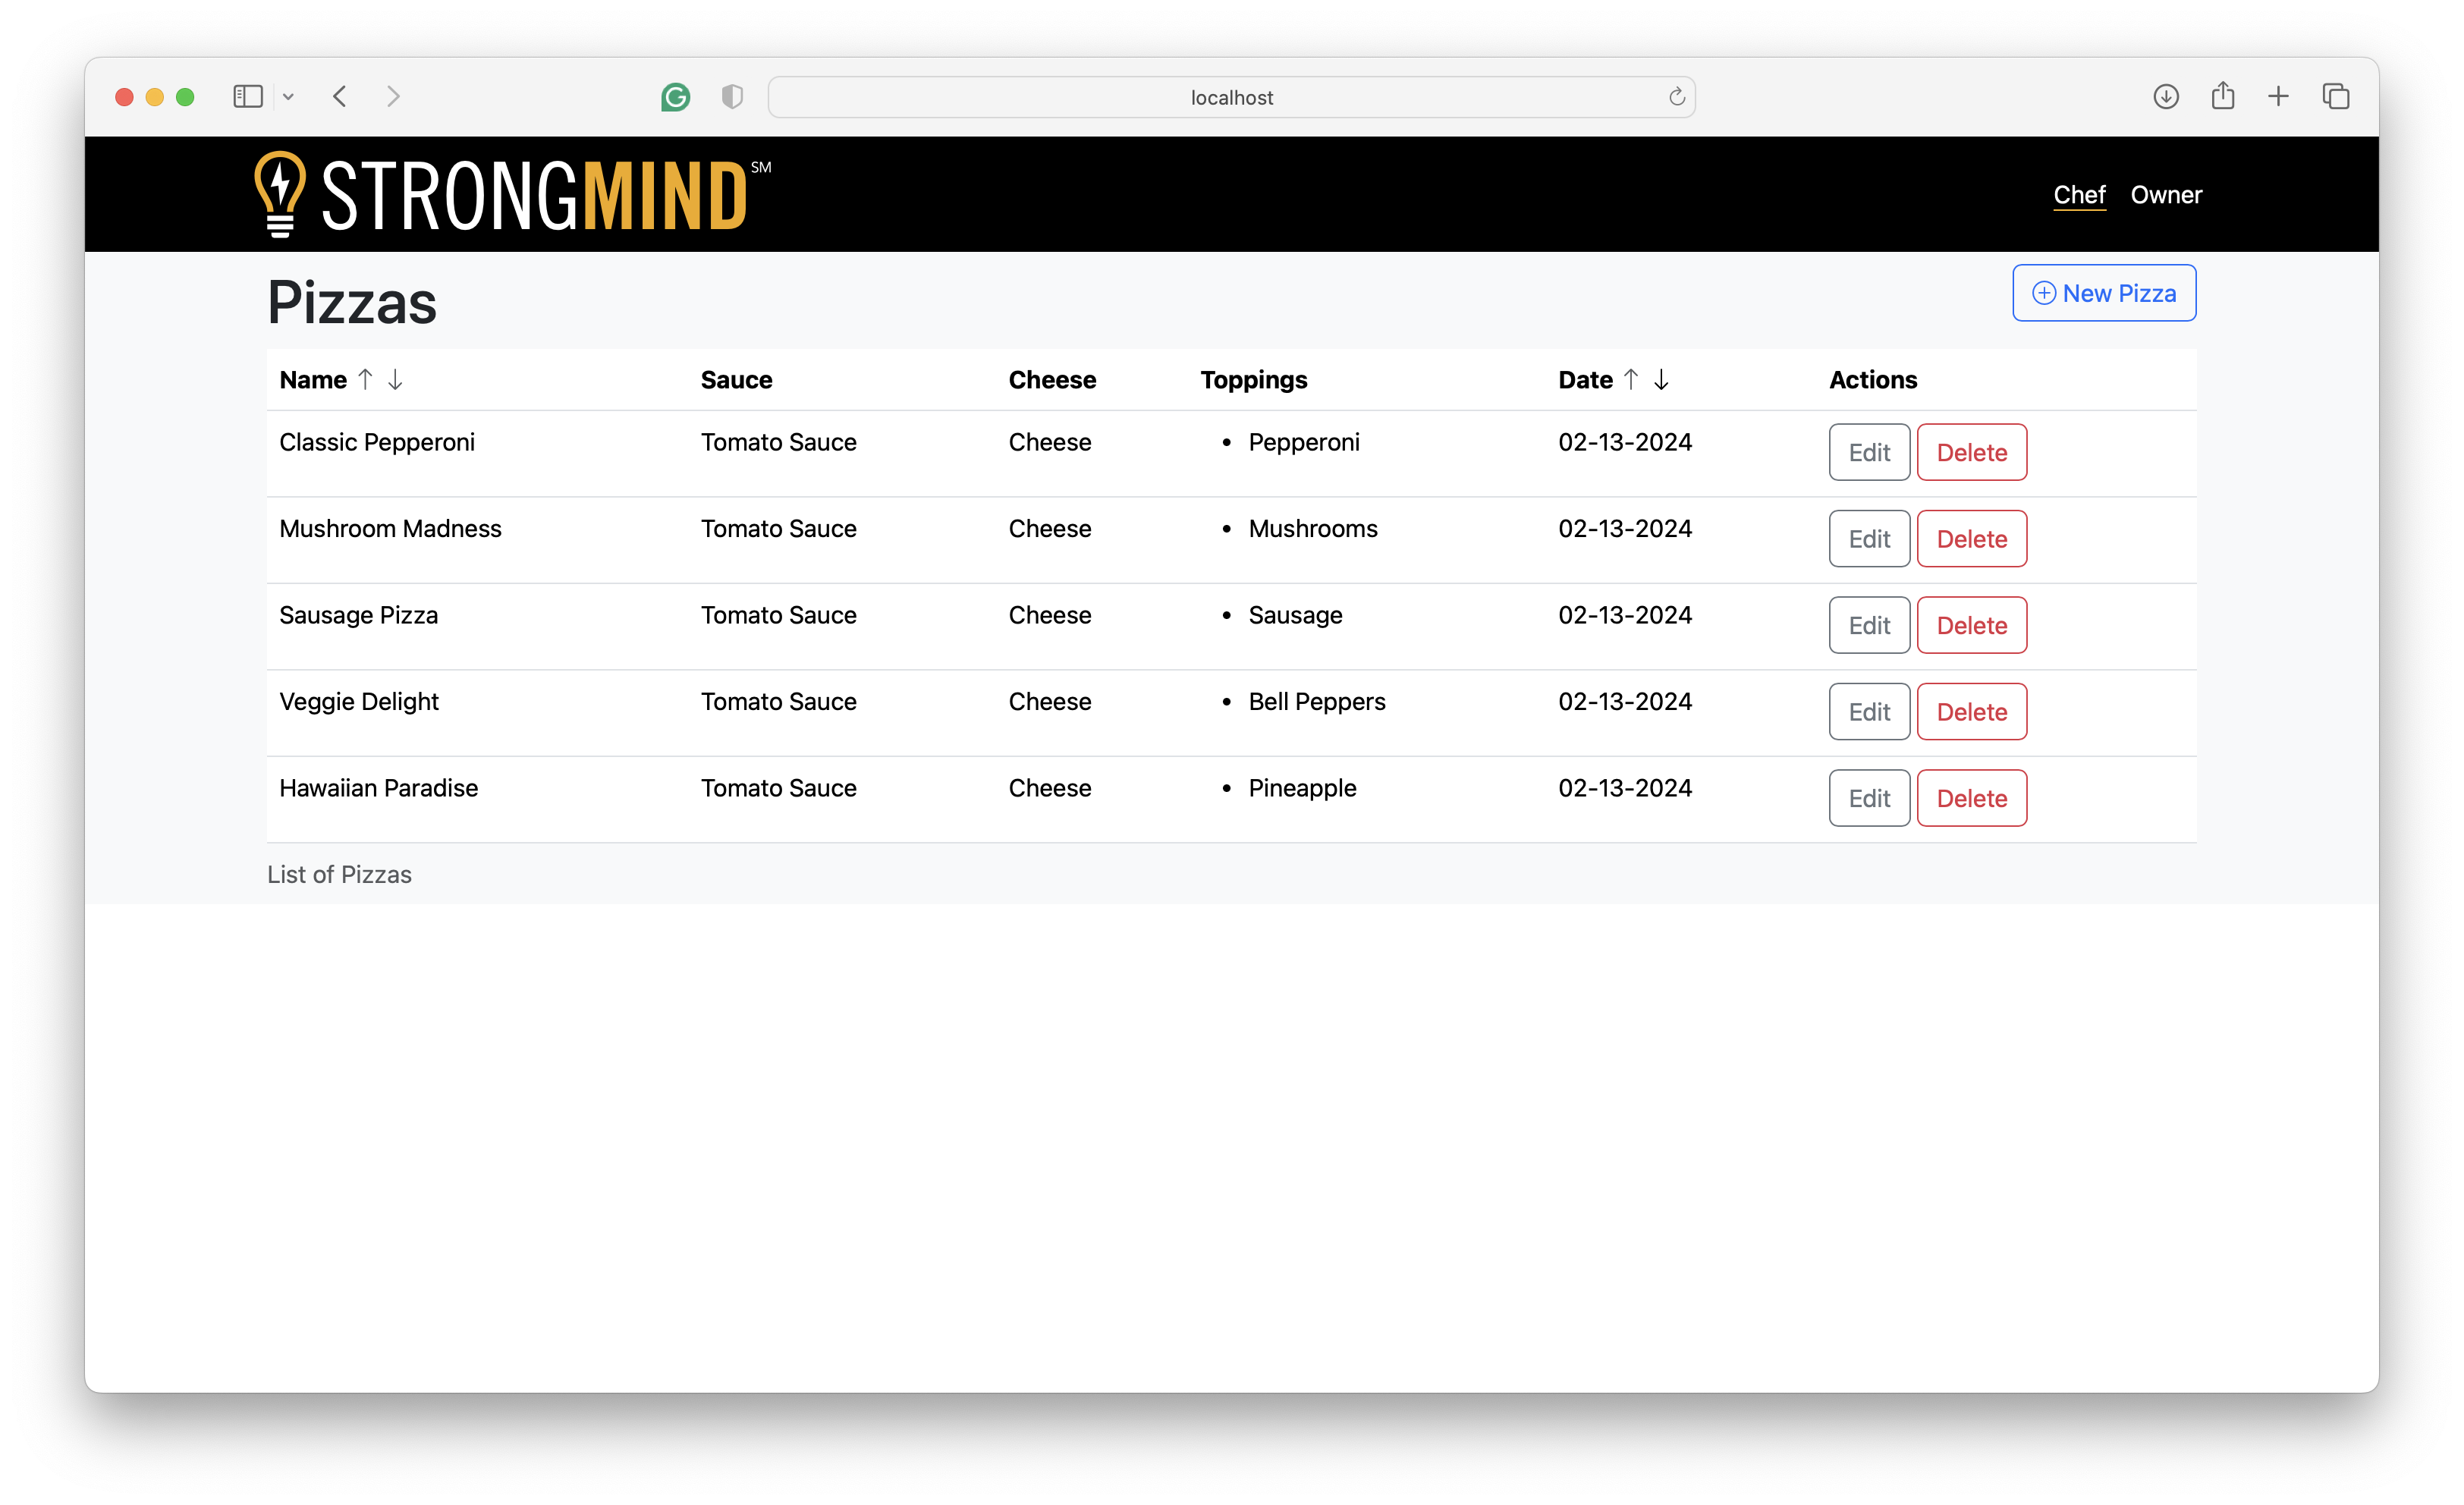 localhost
STRONGMIND SM
Chef Owner
Pizzas
New Pizza
Name ↑ ↓ Sauce Cheese Toppings Date ↑ ↓ Actions
Classic Pepperoni Tomato Sauce Cheese • Pepperoni 02-13-2024 Edit Delete
Mushroom Madness Tomato Sauce Cheese • Mushrooms 02-13-2024 Edit Delete
Sausage Pizza Tomato Sauce Cheese • Sausage 02-13-2024 Edit Delete
Veggie Delight Tomato Sauce Cheese • Bell Peppers 02-13-2024 Edit Delete
Hawaiian Paradise Tomato Sauce Cheese • Pineapple 02-13-2024 Edit Delete
List of Pizzas